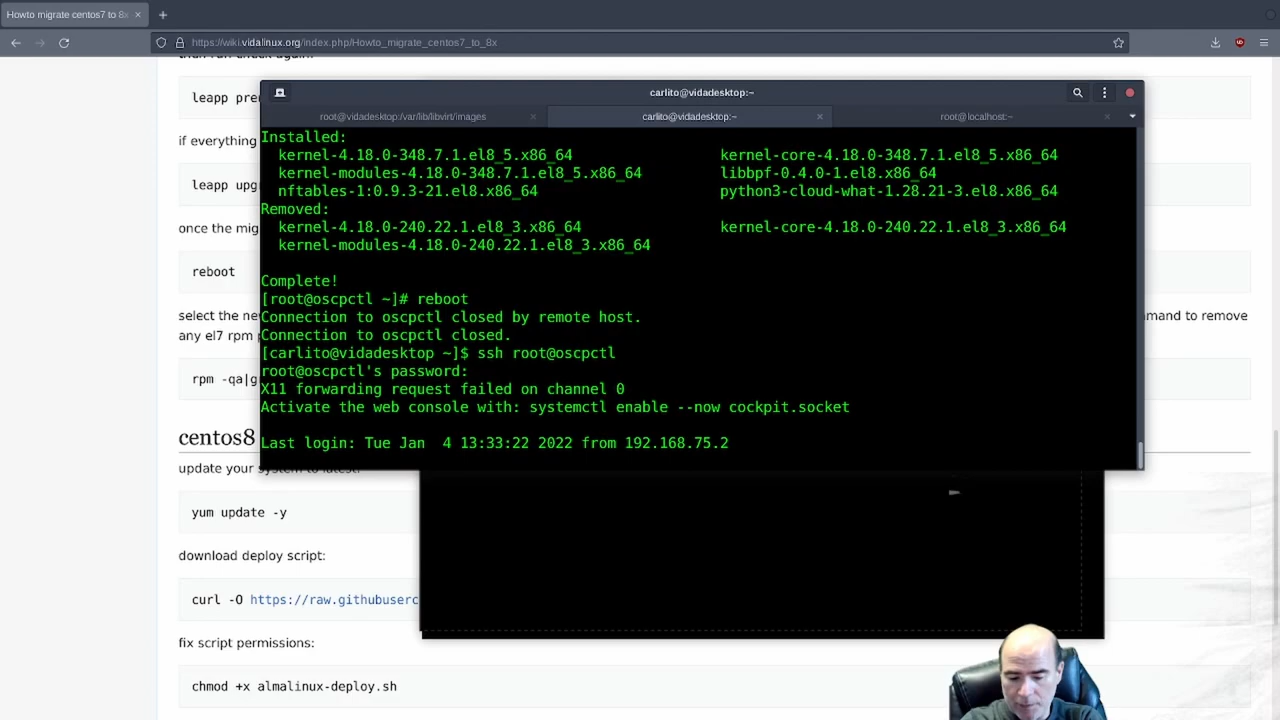 Howto migrate centos7 to 8x
https://wiki.vidalinux.org/index.php/Howto_migrate_centos7_to_8x
than run check again:
leapp pre
if everything
leapp upg
once the mig
reboot
select the ne
mmand to remove
any el7 rpm
rpm -qa|g
carlito@vidadesktop:~
root@vidadesktop:/var/lib/libvirt/images
carlito@vidadesktop:~
root@localhost:~
Installed:
kernel-4.18.0-348.7.1.el8_5.x86_64 kernel-core-4.18.0-348.7.1.el8_5.x86_64
kernel-modules-4.18.0-348.7.1.el8_5.x86_64 libbpf-0.4.0-1.el8.x86_64
nftables-1:0.9.3-21.el8.x86_64 python3-cloud-what-1.28.21-3.el8.x86_64
Removed:
kernel-4.18.0-240.22.1.el8_3.x86_64 kernel-core-4.18.0-240.22.1.el8_3.x86_64
kernel-modules-4.18.0-240.22.1.el8_3.x86_64
Complete!
[root@oscpctl ~]# reboot
Connection to oscpctl closed by remote host.
Connection to oscpctl closed.
[carlito@vidadesktop ~]$ ssh root@oscpctl
root@oscpctl's password:
X11 forwarding request failed on channel 0
Activate the web console with: systemctl enable --now cockpit.socket
Last login: Tue Jan  4 13:33:22 2022 from 192.168.75.2
centos8
update your system to latest:
yum update -y
download deploy script:
curl -O https://raw.githubuserc
fix script permissions:
chmod +x almalinux-deploy.sh